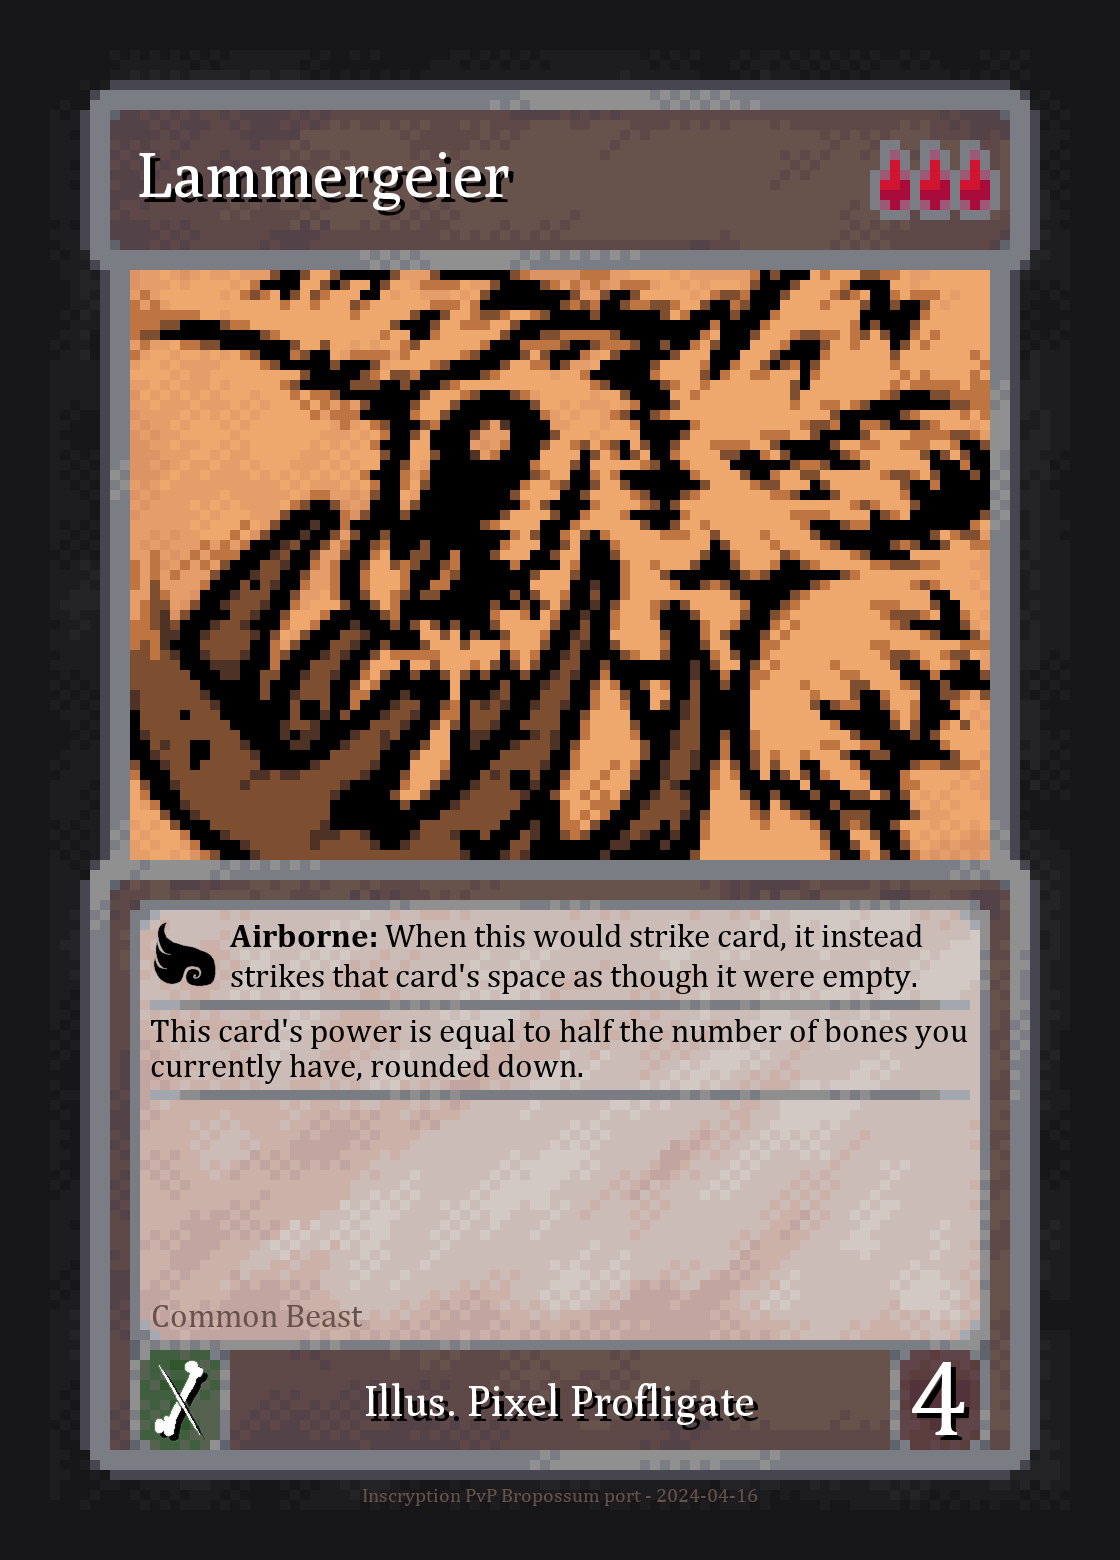 Lammergeier
Airborne: When this would strike card, it instead
strikes that card's space as though it were empty.
This card's power is equal to half the number of bones you
currently have, rounded down.
Common Beast
Illus. Pixel Profligate
4
Inscryption PvP Bropossum port - 2024-04-16